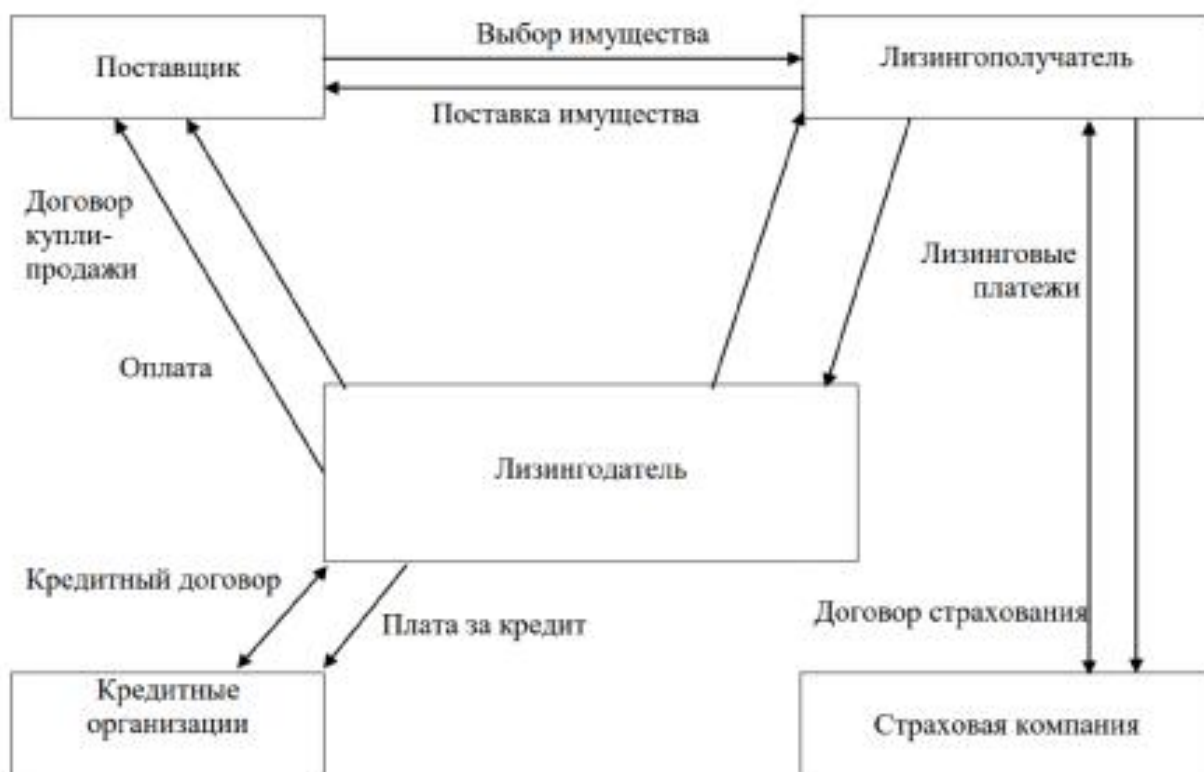 Выбор имущества
Поставщик
Лизингополучатель
Поставка имущества
Договор
купли-
продажи
Лизинговые
платежи
Оплата
Лизингодатель
Кредитный договор
Плата за кредит
Договор страхования
Кредитные
организации
Страховая компания